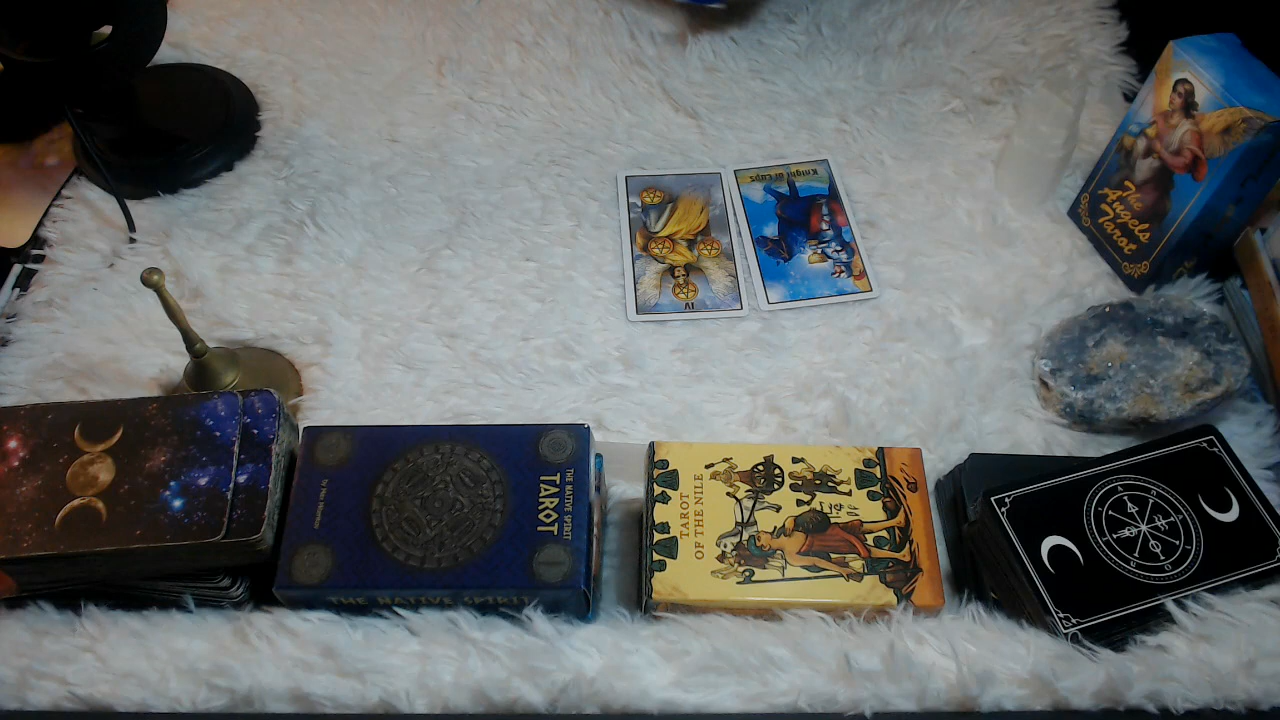 The
Angels
Tarot
Knight of Cups
IV
THE NATIVE SPIRIT
TAROT
THE NATIVE SPIRIT
TAROT
OF THE NILE